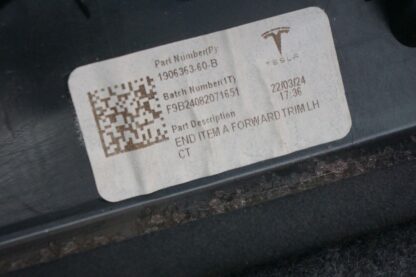 Part Number(P):
1906363-60-B
TESLA
Batch Number(1T)
F9B24082071651
22/03/24
17:36
Part Description
END ITEM A FORWARD TRIM LH
CT